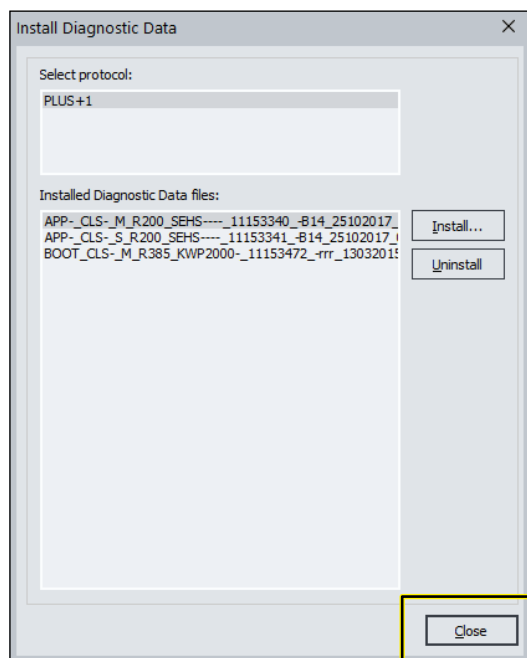 Install Diagnostic Data
Select protocol:
PLUS+1
Installed Diagnostic Data files:
APP-_CLS-_M_R200_SEHS----_11153340_-B14_25102017_
APP-_CLS-_S_R200_SEHS----_11153341_-B14_25102017_(
BOOT_CLS-_M_R385_KWP2000-_11153472_-rrr_13032015
Install...
Uninstall
Close